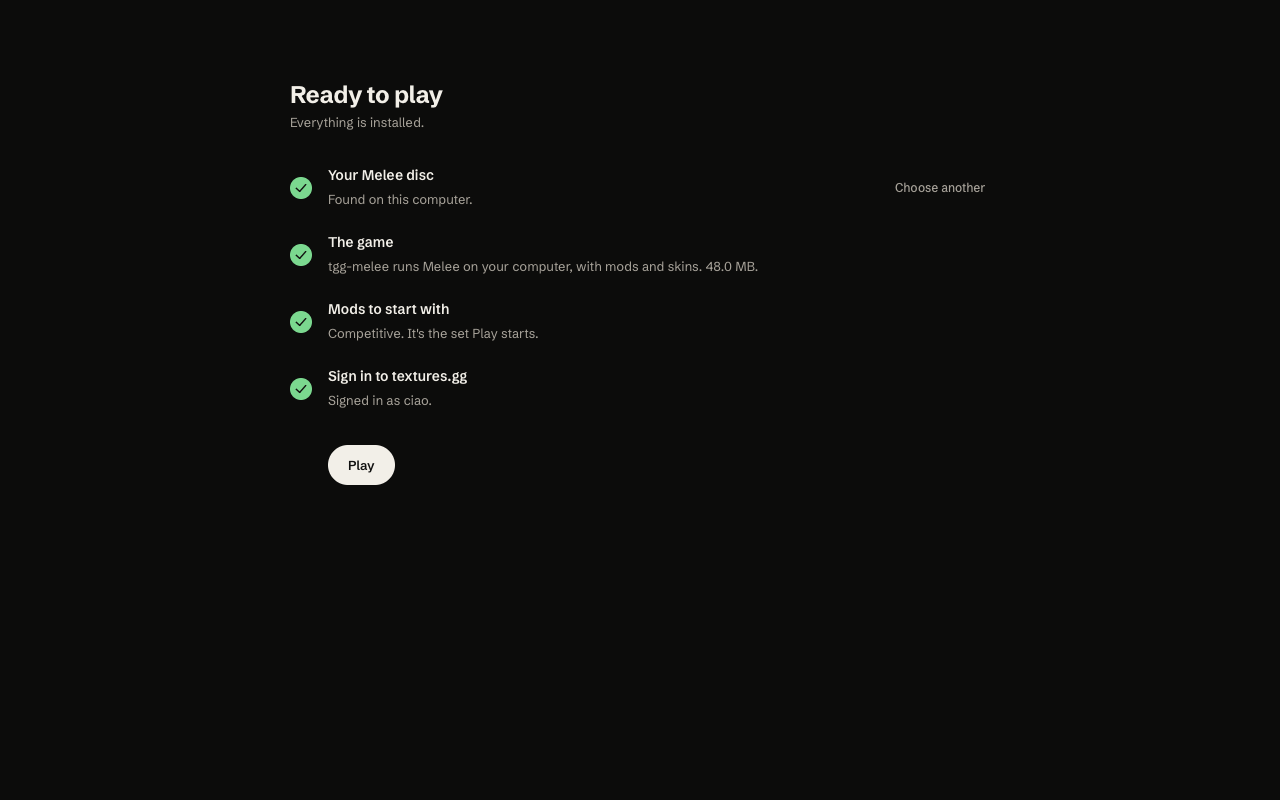 Ready to play
Everything is installed.
Your Melee disc
Found on this computer.
Choose another
The game
tgg-melee runs Melee on your computer, with mods and skins. 48.0 MB.
Mods to start with
Competitive. It's the set Play starts.
Sign in to textures.gg
Signed in as ciao.
Play